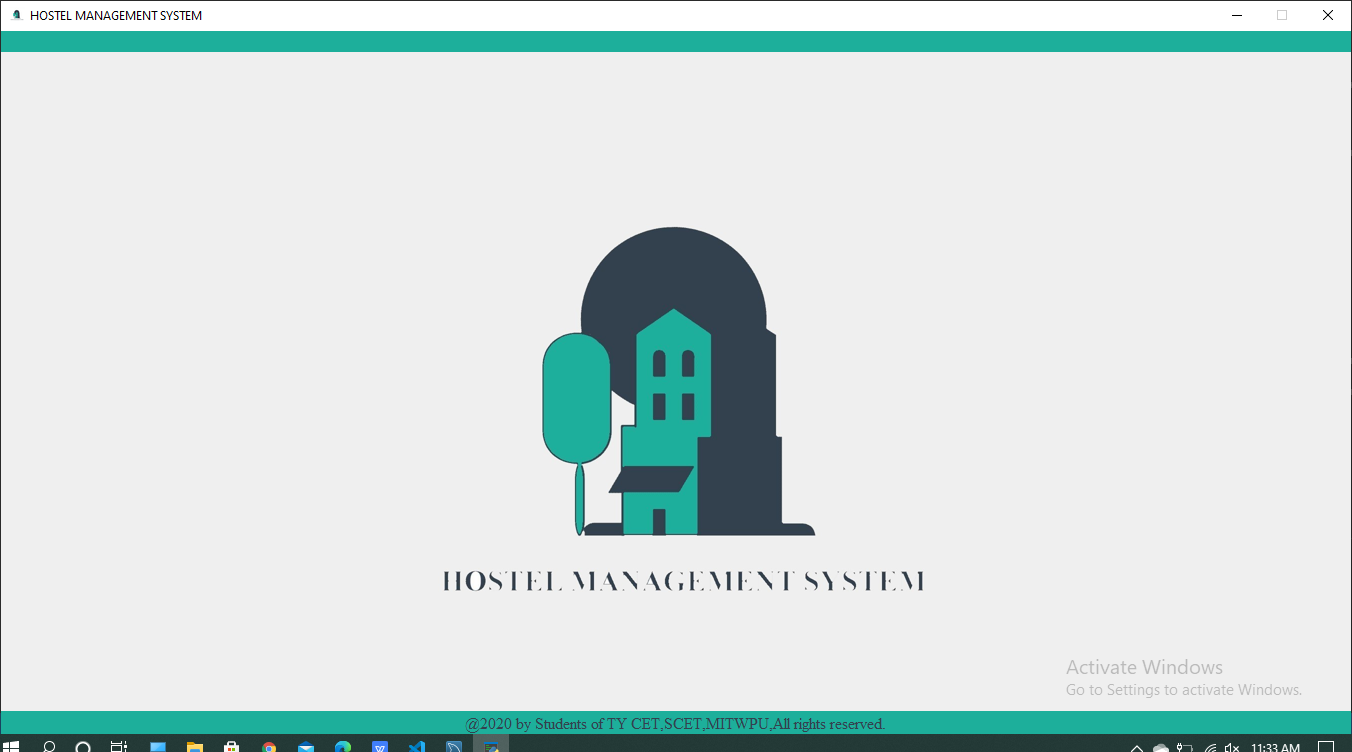 HOSTEL MANAGEMENT SYSTEM
HOSTEL MANAGEMENT SYSTEM
Activate Windows
Go to Settings to activate Windows.
@2020 by Students of TY CET,SCET,MITWPU,All rights reserved.
11:33 AM